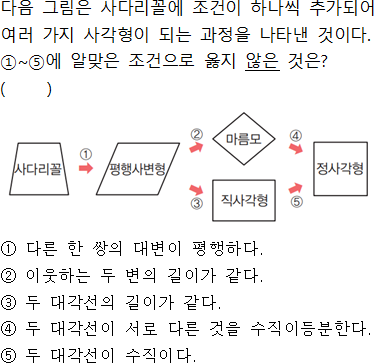 다음 그림은 사다리꼴에 조건이 하나씩 추가되어
여러 가지 사각형이 되는 과정을 나타낸 것이다.
①~⑤에 알맞은 조건으로 옳지 않은 것은?
( )
② 마름모 ④
사다리꼴 ① 평행사변형 정사각형
③ 직사각형 ⑤
① 다른 한 쌍의 대변이 평행하다.
② 이웃하는 두 변의 길이가 같다.
③ 두 대각선의 길이가 같다.
④ 두 대각선이 서로 다른 것을 수직이등분한다.
⑤ 두 대각선이 수직이다.